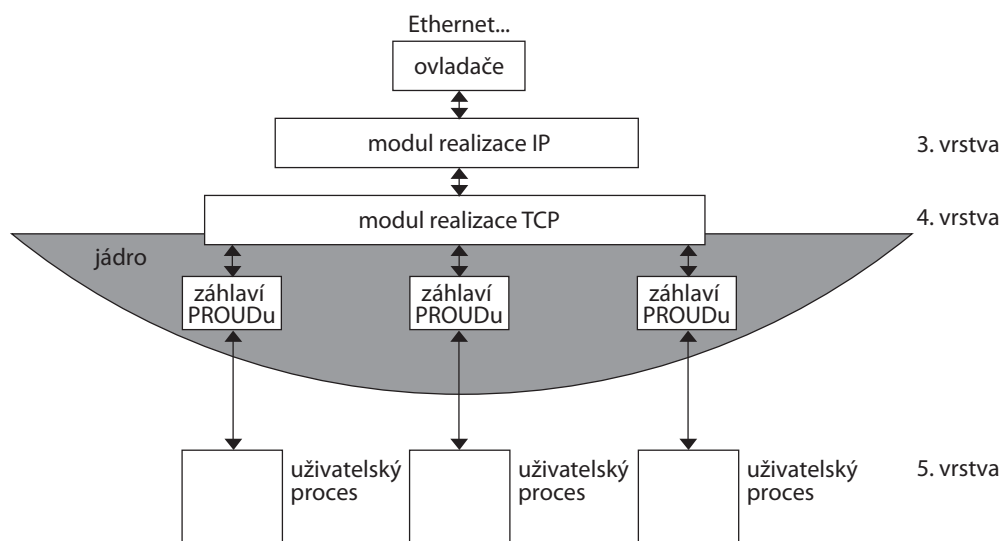 Ethernet...
ovladače
modul realizace IP
3. vrstva
modul realizace TCP
4. vrstva
jádro
záhlaví
PROUDu
záhlaví
PROUDu
záhlaví
PROUDu
uživatelský
proces
uživatelský
proces
uživatelský
proces
5. vrstva